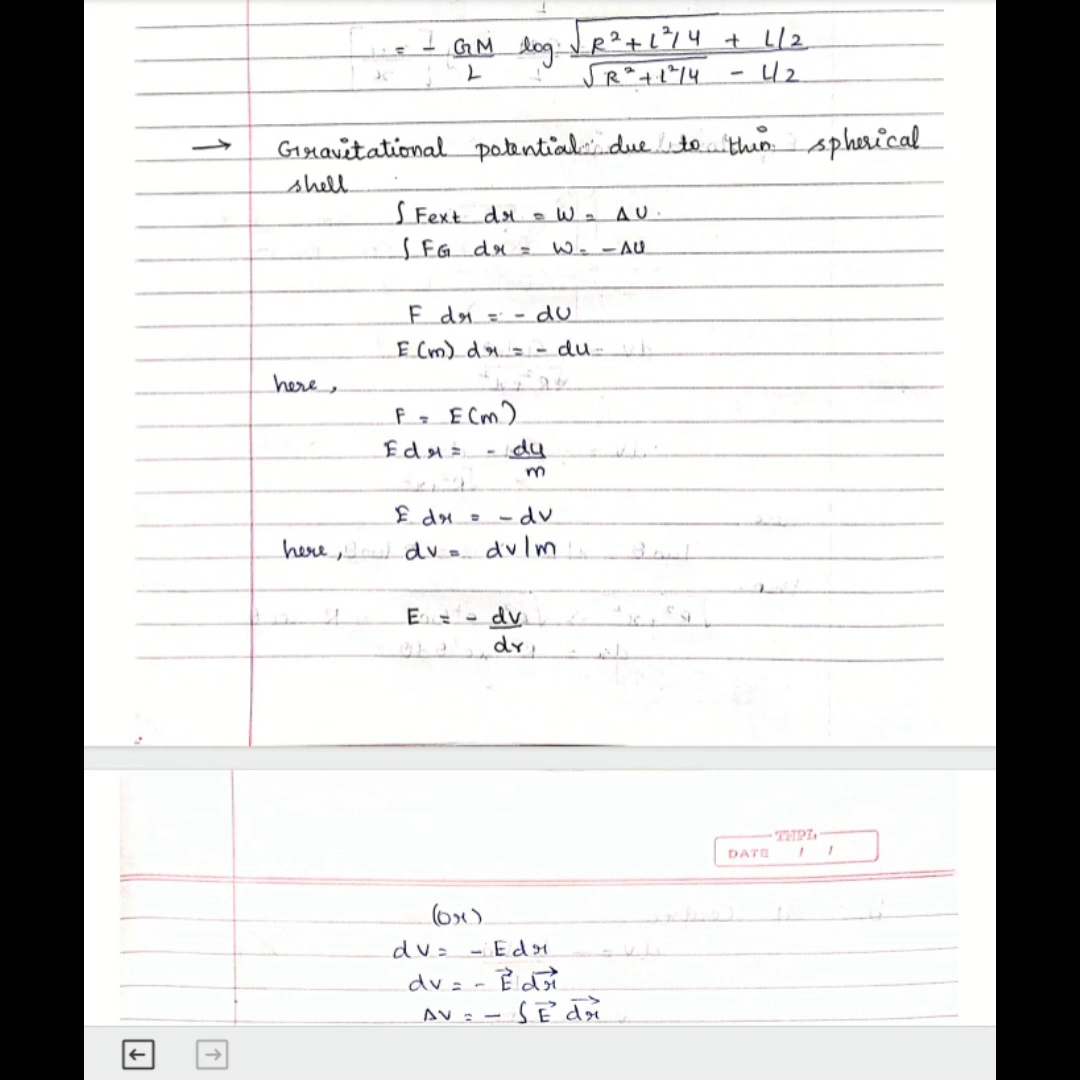 = - GM/L log √R²+L²/4 + L/2 / √R²+L²/4 - L/2
→ Gravitational potential due to thin spherical
shell
∫ Fext dr = W = ΔU.
∫ FG dr = W = -ΔU
F dr = - dU
E(m) dr = - du
here,
F = E(m)
E dr = - du/m
E dr = - dv
here, dv = dv/m
E = - dv/dr
THPL
DATE / /
(or)
dv = - E dr
dv = - E⃗ dr⃗
Δv = - ∫ E⃗ dr⃗